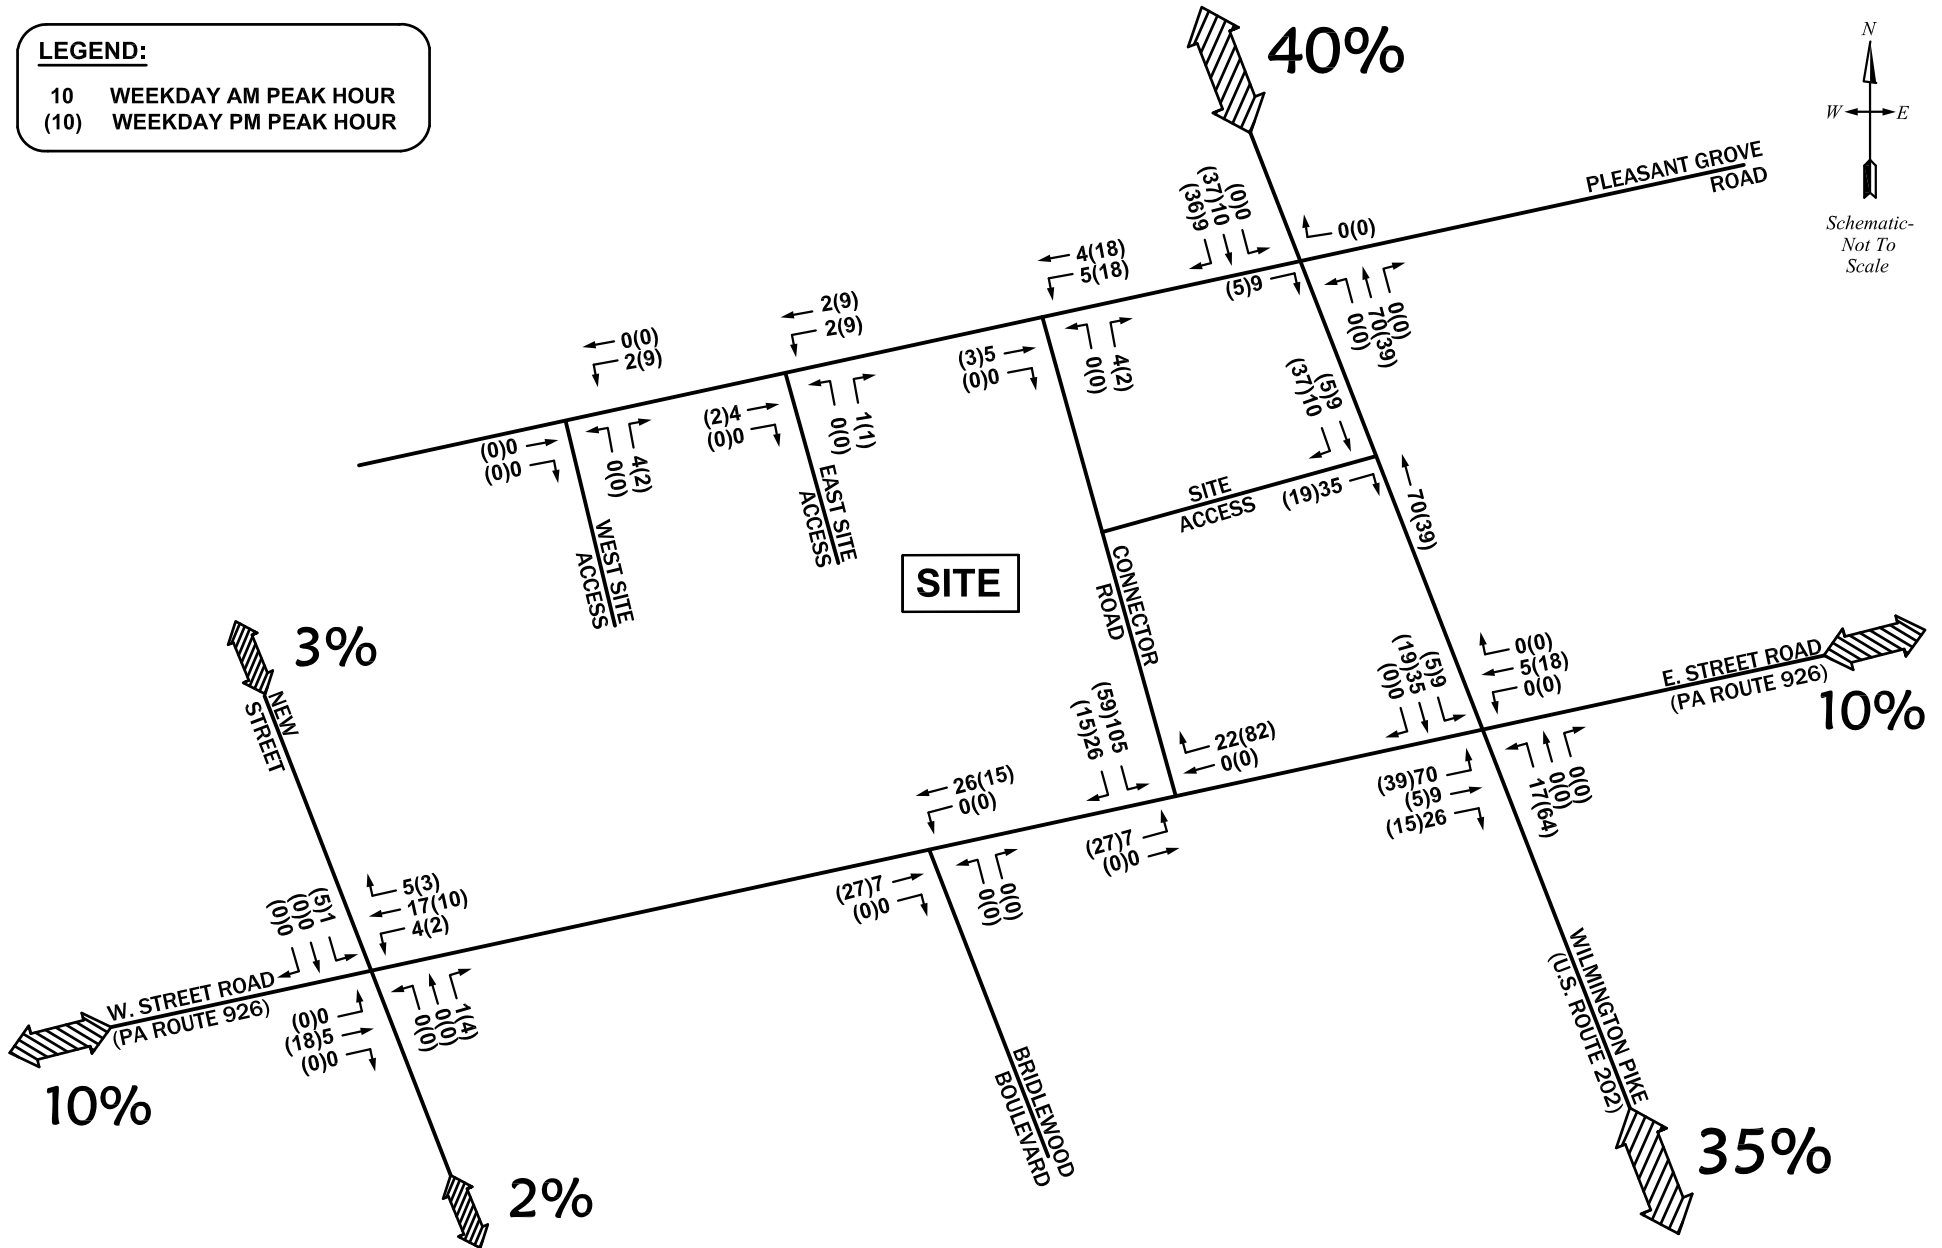 LEGEND:
10 WEEKDAY AM PEAK HOUR
(10) WEEKDAY PM PEAK HOUR
40%
N
W E
Schematic-
Not To
Scale
PLEASANT GROVE
ROAD
(36)9
(37)10
(0)0
0(0)
(5)9
0(0)
70(39)
0(0)
4(18)
5(18)
(3)5
(0)0
0(0)
4(2)
2(9)
2(9)
(2)4
(0)0
0(0)
1(1)
0(0)
2(9)
(0)0
(0)0
0(0)
4(2)
WEST SITE
ACCESS
EAST SITE
ACCESS
(37)10
(5)9
SITE
ACCESS
(19)35
70(39)
SITE
CONNECTOR
ROAD
3%
NEW
STREET
(0)0
(19)35
(5)9
0(0)
5(18)
0(0)
E. STREET ROAD
(PA ROUTE 926)
10%
(39)70
(5)9
(15)26
17(64)
0(0)
0(0)
(15)26
(59)105
22(82)
0(0)
(27)7
(0)0
26(15)
0(0)
(27)7
(0)0
0(0)
0(0)
BRIDLEWOOD
BOULEVARD
(0)0
(0)0
(5)1
5(3)
17(10)
4(2)
W. STREET ROAD
(PA ROUTE 926)
10%
(0)0
(18)5
(0)0
0(0)
0(0)
1(4)
2%
WILMINGTON PIKE
(U.S. ROUTE 202)
35%